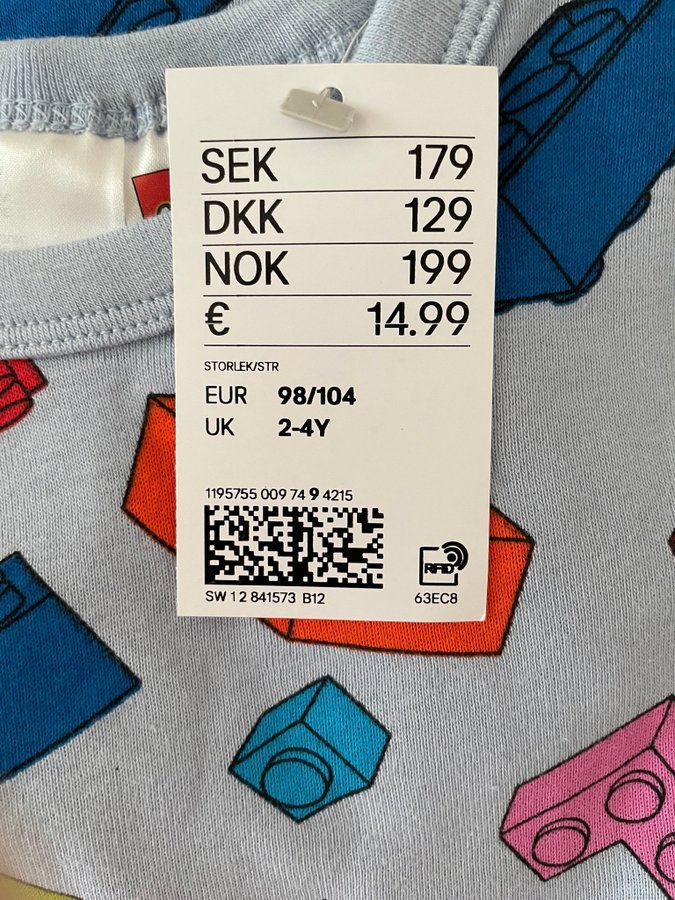 SEK 179
DKK 129
NOK 199
€ 14.99
STORLEK/STR
EUR 98/104
UK 2-4Y
1195755 009 74 9 4215
RFID
SW 1 2 841573 B12
63EC8